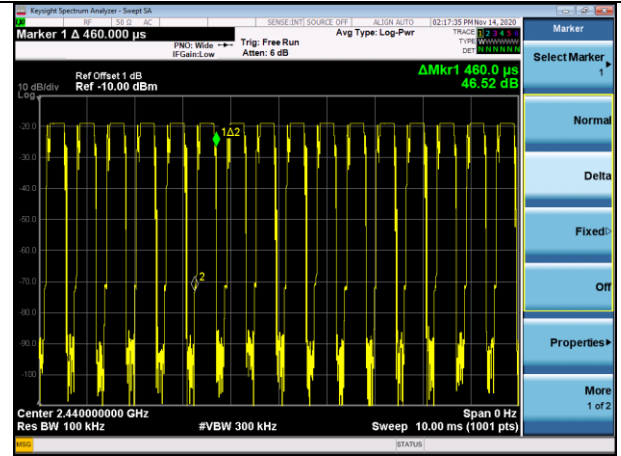 Keysight Spectrum Analyzer - Swept SA
LXI
RF
50 Ω
AC
SENSE:INT
SOURCE OFF
ALIGN AUTO
02:17:35 PM Nov 14, 2020
Marker
Marker 1 Δ 460.000 µs
Avg Type: Log-Pwr
TRACE 1 2 3 4 5 6
TYPE WWWWWW
DET N N N N N N
PNO: Wide
IFGain:Low
Trig: Free Run
Atten: 6 dB
Select Marker
1
ΔMkr1 460.0 µs
46.52 dB
Ref Offset 1 dB
Ref -10.00 dBm
10 dB/div
Log
Normal
-20.0
1Δ2
-30.0
Delta
-40.0
-50.0
Fixed
-60.0
-70.0
2
Off
-80.0
-90.0
Properties
-100
More
1 of 2
Center 2.440000000 GHz
Span 0 Hz
Res BW 100 kHz
#VBW 300 kHz
Sweep 10.00 ms (1001 pts)
MSG
STATUS